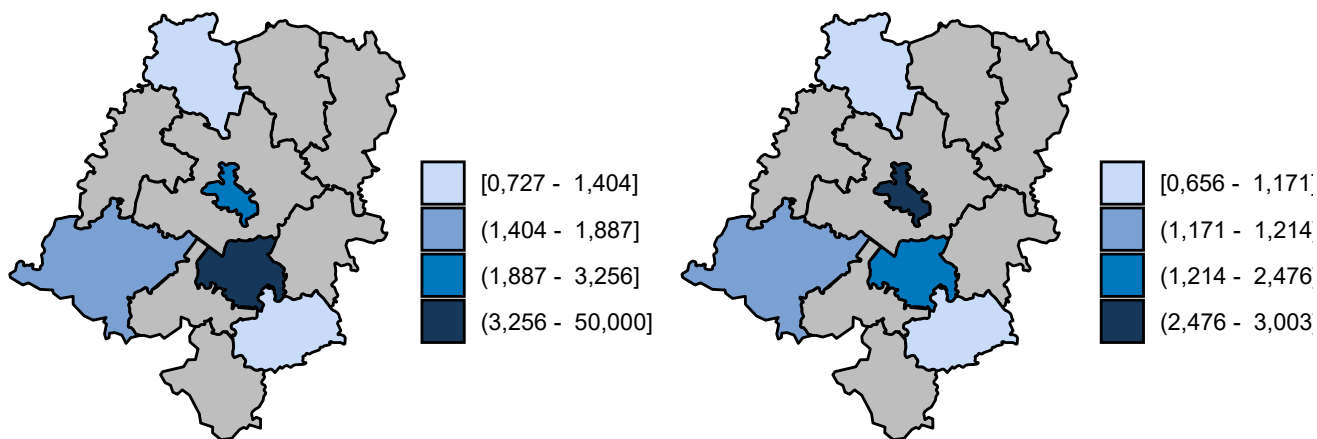 [0,727 - 1,404]
(1,404 - 1,887]
(1,887 - 3,256]
(3,256 - 50,000]
[0,656 - 1,171]
(1,171 - 1,214]
(1,214 - 2,476]
(2,476 - 3,003]